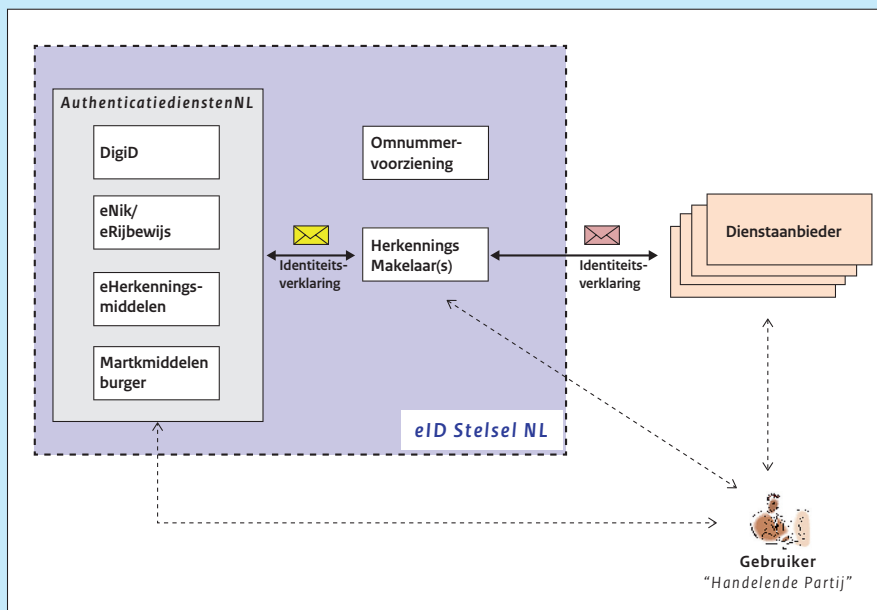 AuthenticatiedienstenNL
DigiD
eNik/
eRijbewijs
eHerkennings-
middelen
Martkmiddelen
burger
Omnummer-
voorziening
Identiteits-
verklaring
Herkennings
Makelaar(s)
Identiteits-
verklaring
Dienstaanbieder
eID Stelsel NL
Gebruiker
“Handelende Partij”